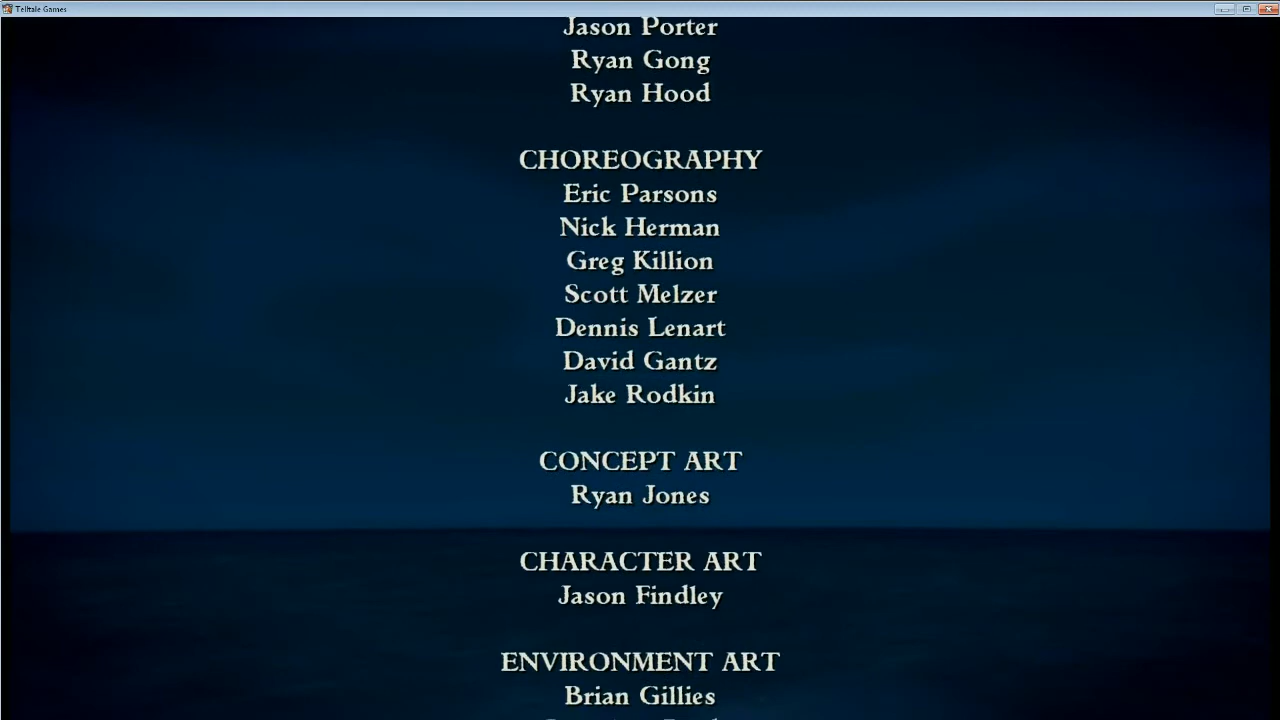 Telltale Games
Jason Porter
Ryan Gong
Ryan Hood
CHOREOGRAPHY
Eric Parsons
Nick Herman
Greg Killion
Scott Melzer
Dennis Lenart
David Gantz
Jake Rodkin
CONCEPT ART
Ryan Jones
CHARACTER ART
Jason Findley
ENVIRONMENT ART
Brian Gillies